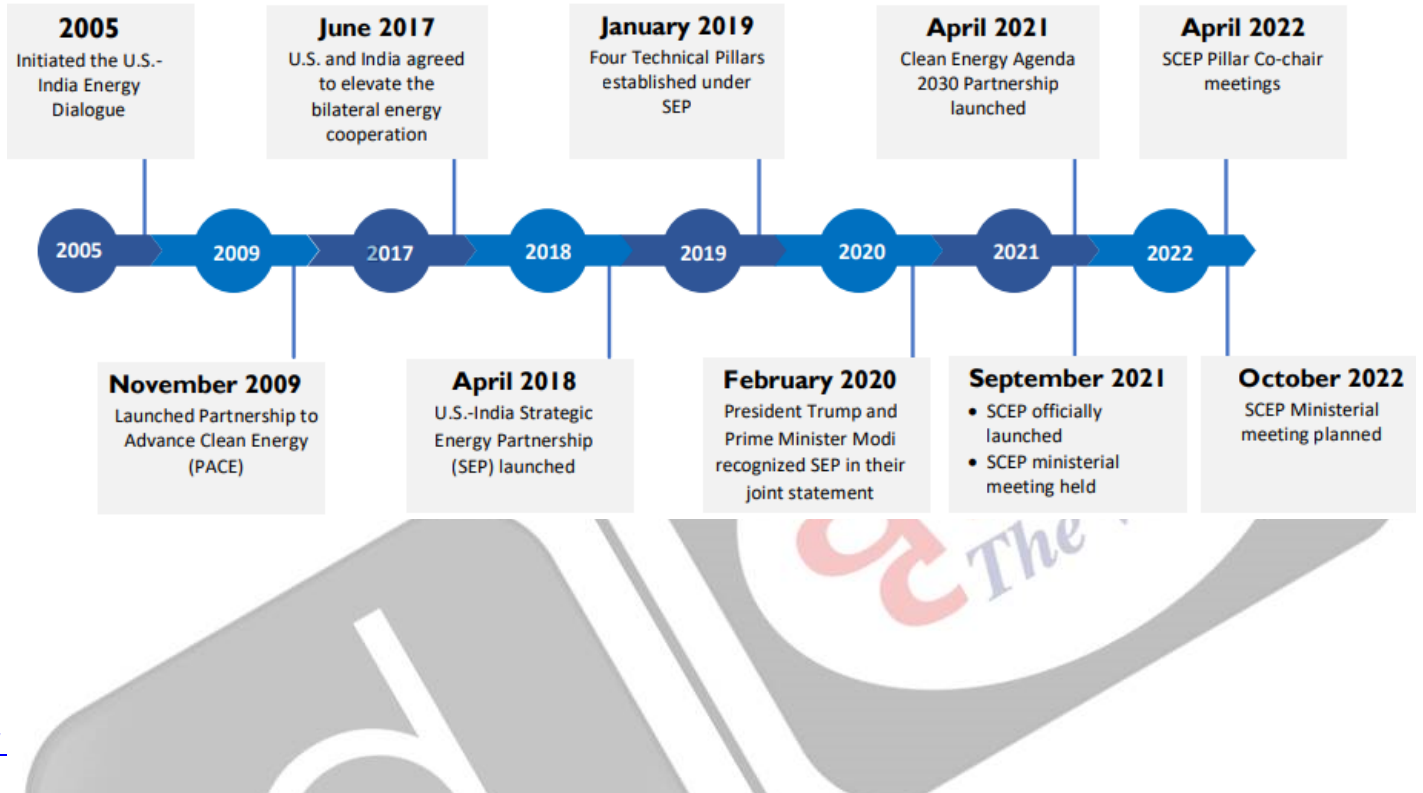 2005
Initiated the U.S.-
India Energy
Dialogue
June 2017
U.S. and India agreed
to elevate the
bilateral energy
cooperation
January 2019
Four Technical Pillars
established under
SEP
April 2021
Clean Energy Agenda
2030 Partnership
launched
April 2022
SCEP Pillar Co-chair
meetings
2005
2009
2017
2018
2019
2020
2021
2022
November 2009
Launched Partnership to
Advance Clean Energy
(PACE)
April 2018
U.S.-India Strategic
Energy Partnership
(SEP) launched
February 2020
President Trump and
Prime Minister Modi
recognized SEP in their
joint statement
September 2021
• SCEP officially
launched
• SCEP ministerial
meeting held
October 2022
SCEP Ministerial
meeting planned
The